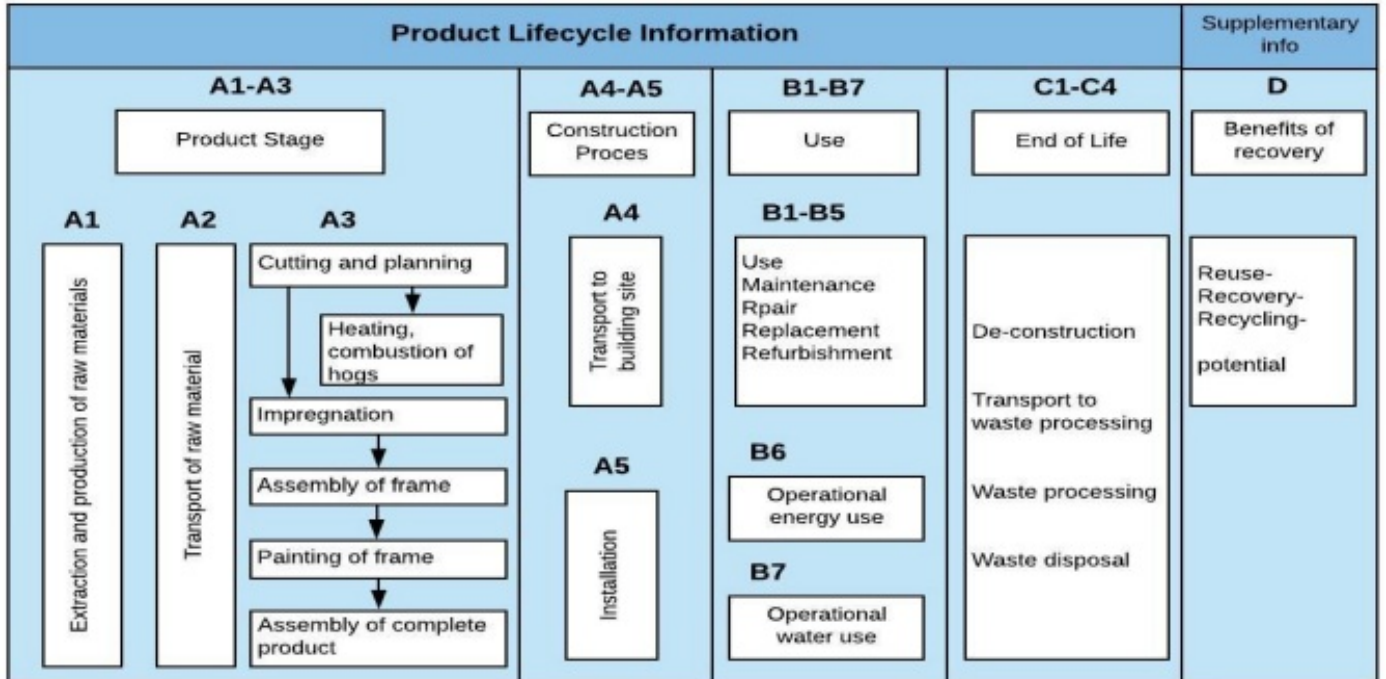 Product Lifecycle Information
Supplementary
info
A1-A3
Product Stage
A4-A5
Construction
Proces
B1-B7
Use
C1-C4
End of Life
D
Benefits of
recovery
A1
Extraction and production of raw materials
A2
Transport of raw material
A3
Cutting and planning
Heating,
combustion of
hogs
Impregnation
Assembly of frame
Painting of frame
Assembly of complete
product
A4
Transport to
building site
A5
Installation
B1-B5
Use
Maintenance
Rpair
Replacement
Refurbishment
B6
Operational
energy use
B7
Operational
water use
De-construction
Transport to
waste processing
Waste processing
Waste disposal
Reuse-
Recovery-
Recycling-
potential